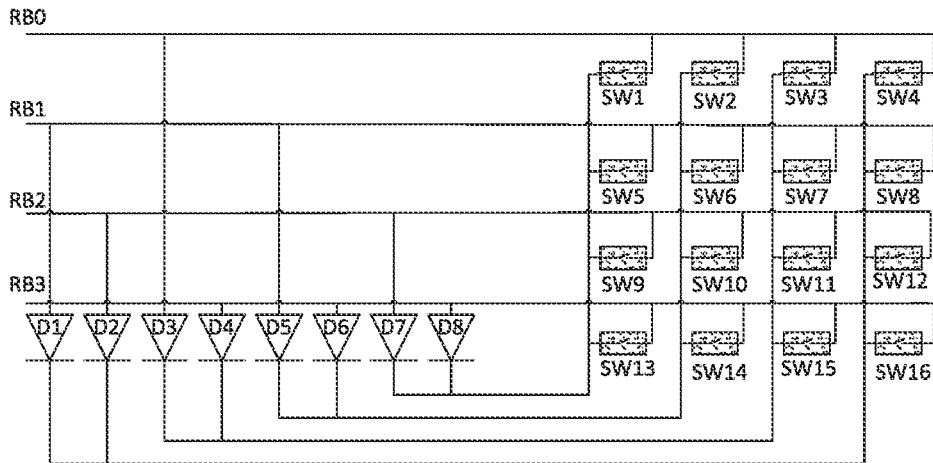 RB0
SW1 SW2 SW3 SW4
RB1
SW5 SW6 SW7 SW8
RB2
SW9 SW10 SW11 SW12
RB3
D1 D2 D3 D4 D5 D6 D7 D8
SW13 SW14 SW15 SW16